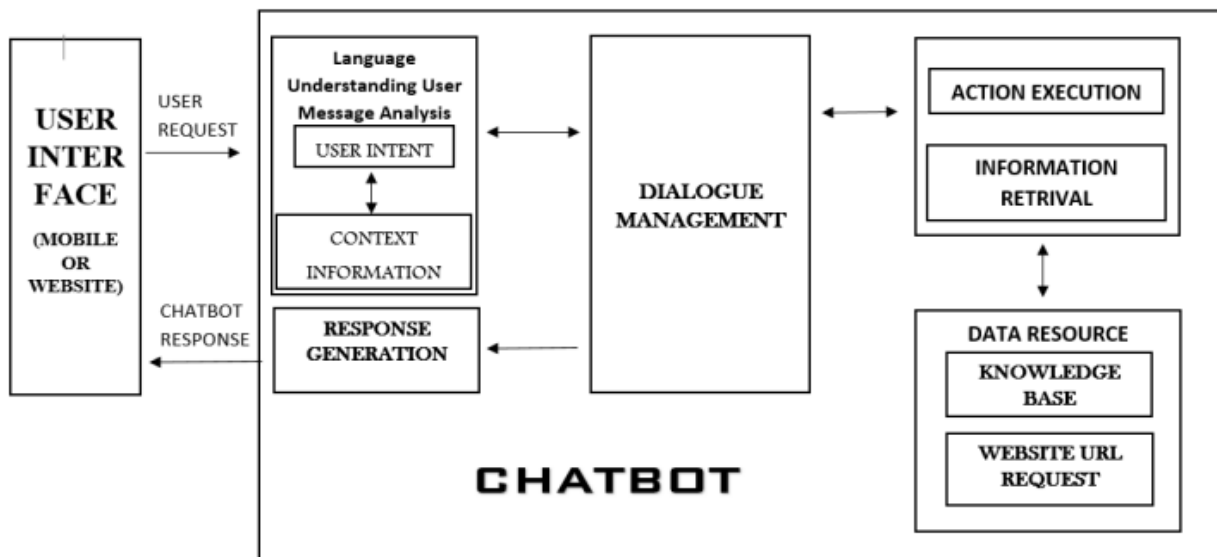 USER
INTER
FACE
(MOBILE
OR
WEBSITE)
USER
REQUEST
CHATBOT
RESPONSE
Language
Understanding User
Message Analysis
USER INTENT
CONTEXT
INFORMATION
RESPONSE
GENERATION
DIALOGUE
MANAGEMENT
ACTION EXECUTION
INFORMATION
RETRIVAL
DATA RESOURCE
KNOWLEDGE
BASE
WEBSITE URL
REQUEST
CHATBOT